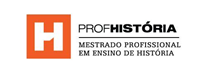 H PROFHISTÓRIA
MESTRADO PROFISSIONAL
EM ENSINO DE HISTÓRIA